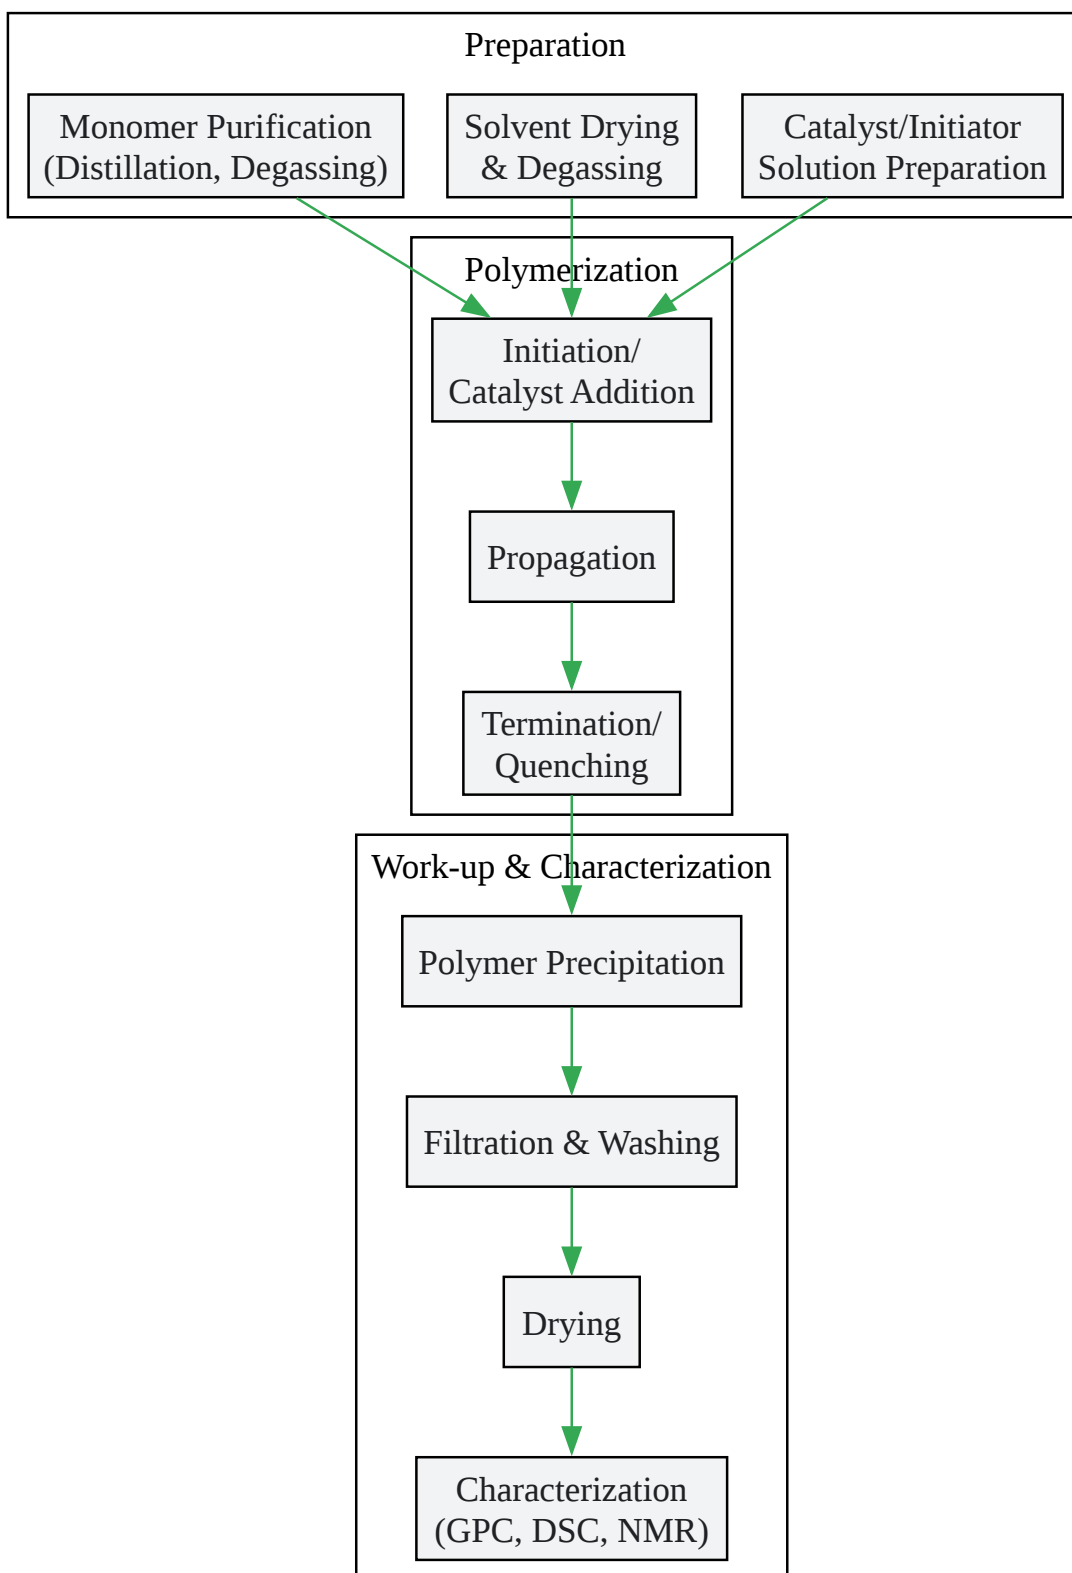 Preparation
Monomer Purification
(Distillation, Degassing)
Solvent Drying
& Degassing
Catalyst/Initiator
Solution Preparation
Polymerization
Initiation/
Catalyst Addition
Propagation
Termination/
Quenching
Work-up & Characterization
Polymer Precipitation
Filtration & Washing
Drying
Characterization
(GPC, DSC, NMR)